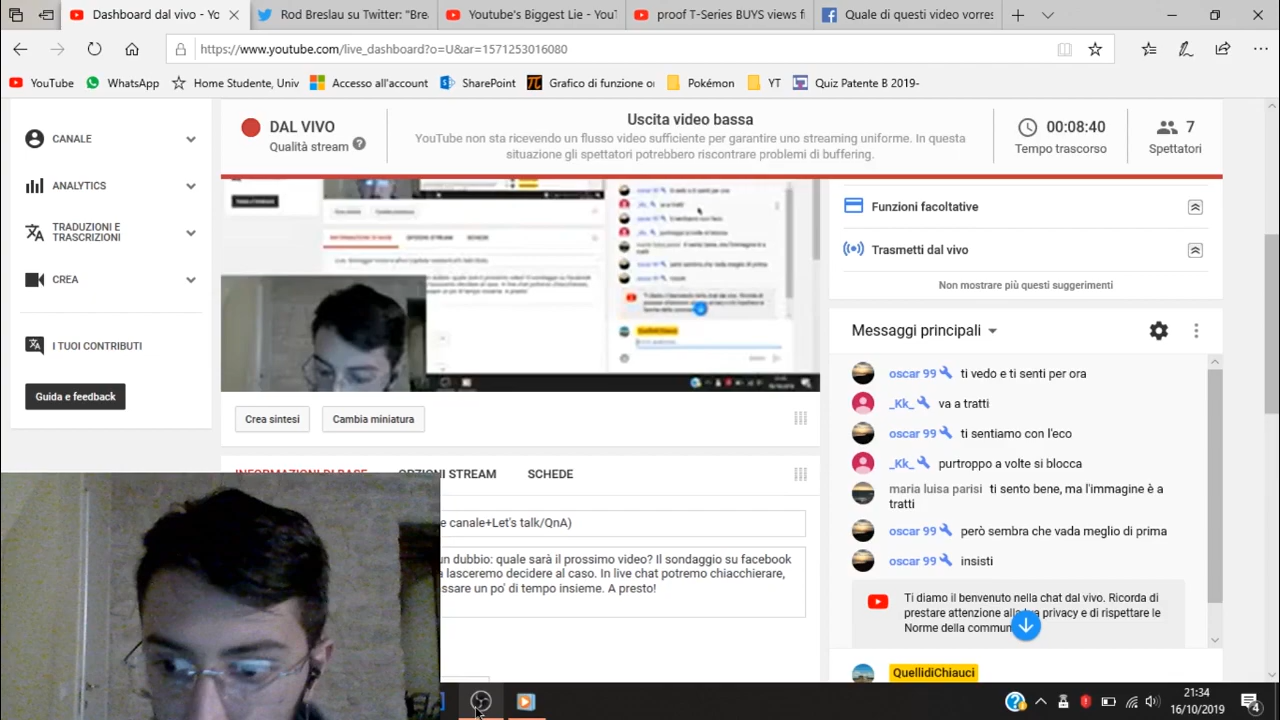 Dashboard dal vivo - Yo
Rod Breslau su Twitter: "Bre
Youtube's Biggest Lie - YouT
proof T-Series BUYS views f
Quale di questi video vorres
https://www.youtube.com/live_dashboard?o=U&ar=1571253016080
YouTube
WhatsApp
Home Studente, Univ
Accesso all'account
SharePoint
Grafico di funzione or
Pokémon
YT
Quiz Patente B 2019-
CANALE
ANALYTICS
TRADUZIONI E
TRASCRIZIONI
CREA
I TUOI CONTRIBUTI
Guida e feedback
DAL VIVO
Qualità stream
Uscita video bassa
YouTube non sta ricevendo un flusso video sufficiente per garantire uno streaming uniforme. In questa
situazione gli spettatori potrebbero riscontrare problemi di buffering.
00:08:40
Tempo trascorso
7
Spettatori
Crea sintesi
Cambia miniatura
INFORMAZIONI DI BASE
OPZIONI STREAM
SCHEDE
e canale+Let's talk/QnA)
un dubbio: quale sarà il prossimo video? Il sondaggio su facebook
lasceremo decidere al caso. In live chat potremo chiacchierare,
ssare un po' di tempo insieme. A presto!
Funzioni facoltative
Trasmetti dal vivo
Non mostrare più questi suggerimenti
Messaggi principali
oscar 99 ti vedo e ti senti per ora
_Kk_ va a tratti
oscar 99 ti sentiamo con l'eco
_Kk_ purtroppo a volte si blocca
maria luisa parisi ti sento bene, ma l'immagine è a
tratti
oscar 99 però sembra che vada meglio di prima
oscar 99 insisti
Ti diamo il benvenuto nella chat dal vivo. Ricorda di
prestare attenzione alla tua privacy e di rispettare le
Norme della commun
QuellidiChiauci
21:34
16/10/2019
4